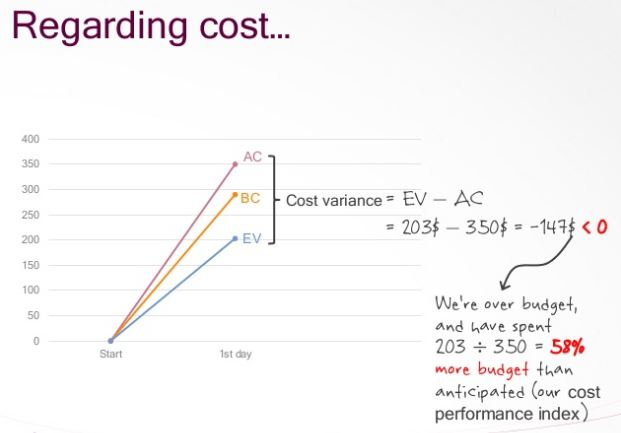 Regarding cost...
400
350
300
250
200
150
100
50
0
AC
BC
EV
Start
1st day
Cost variance = EV – AC
= 203$ – 350$ = -147$ < 0
We're over budget,
and have spent
203 ÷ 350 = 58%
more budget than
anticipated (our cost
performance index)